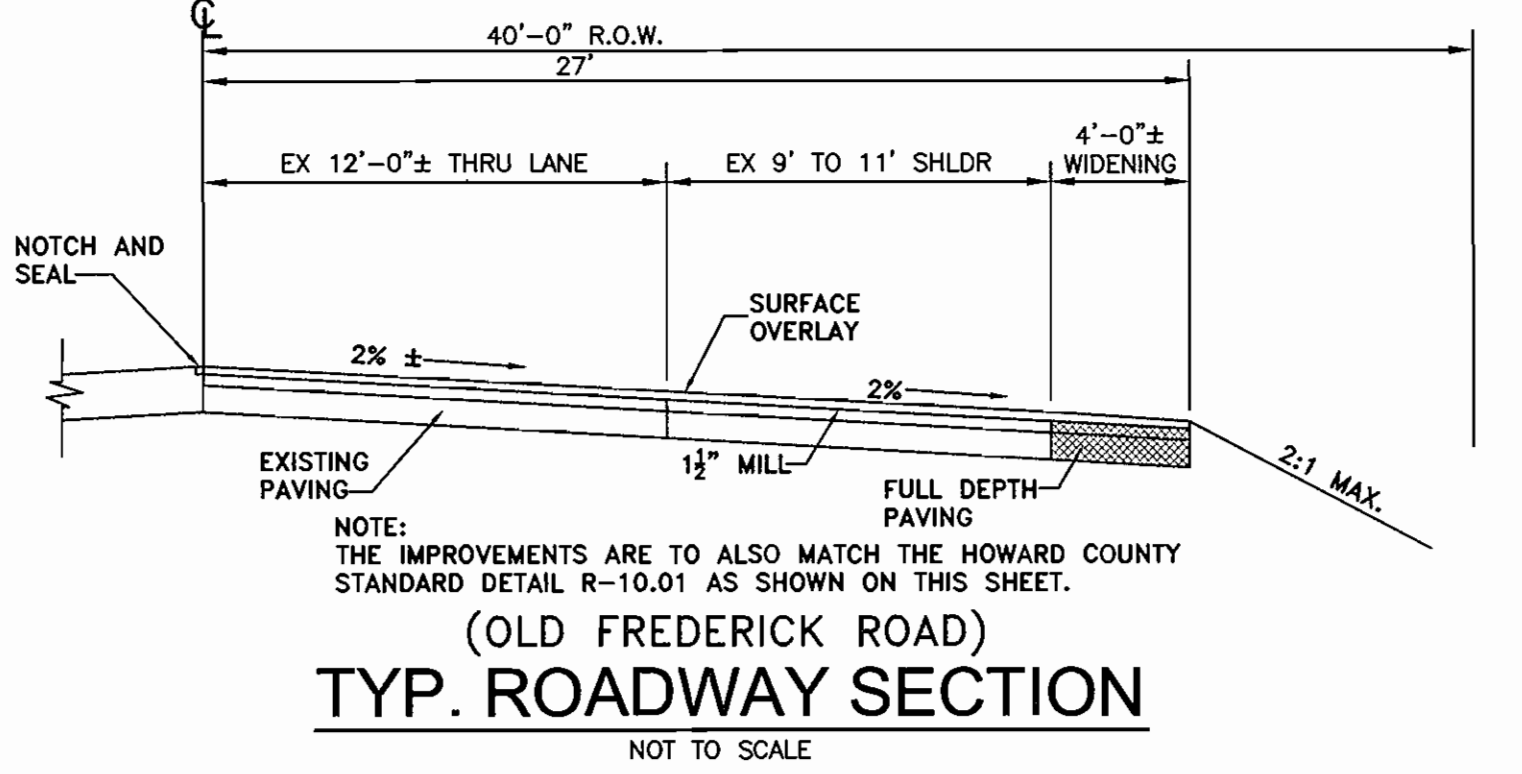 ℄
40'-0" R.O.W.
27'
4'-0"±
WIDENING
EX 12'-0"± THRU LANE
EX 9' TO 11' SHLDR
NOTCH AND
SEAL
SURFACE
OVERLAY
2% ±
2%
EXISTING
PAVING
1½" MILL
FULL DEPTH
PAVING
2:1 MAX.
NOTE:
THE IMPROVEMENTS ARE TO ALSO MATCH THE HOWARD COUNTY
STANDARD DETAIL R-10.01 AS SHOWN ON THIS SHEET.
(OLD FREDERICK ROAD)
TYP. ROADWAY SECTION
NOT TO SCALE